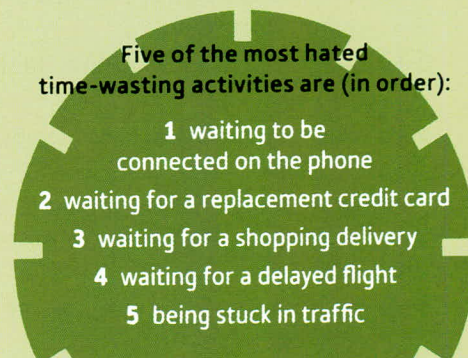 Five of the most hated
time-wasting activities are (in order):
1 waiting to be
connected on the phone
2 waiting for a replacement credit card
3 waiting for a shopping delivery
4 waiting for a delayed flight
5 being stuck in traffic